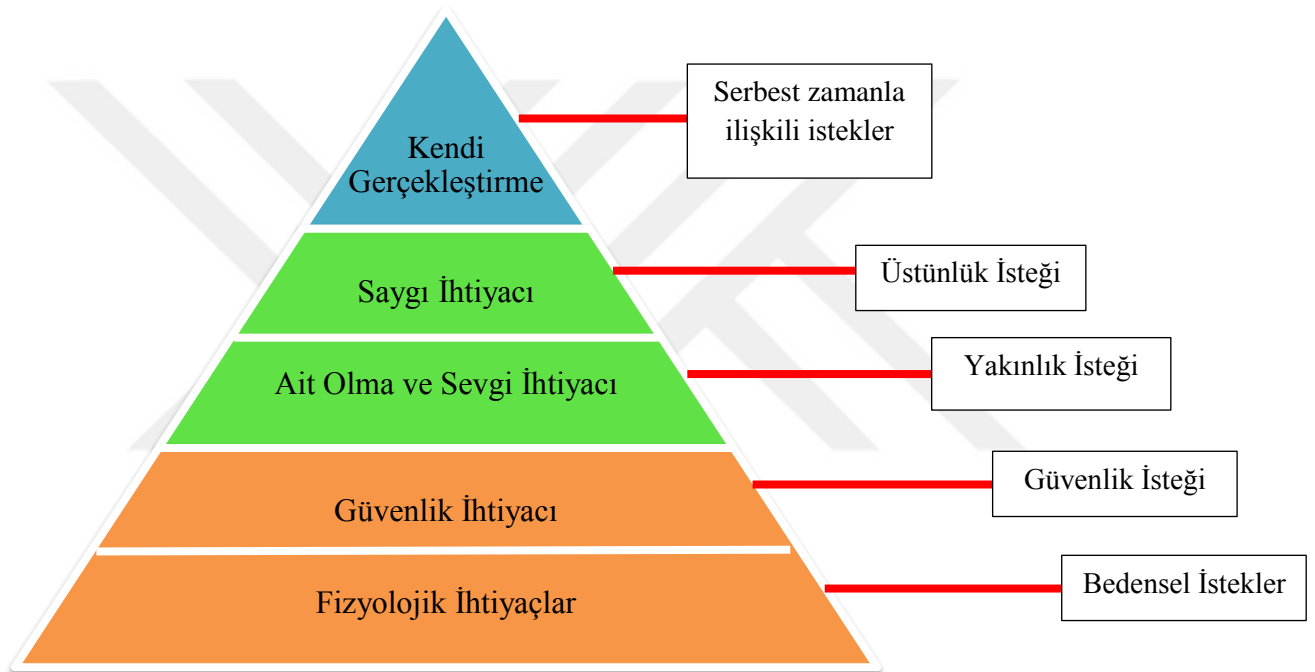 Serbest zamanla
ilişkili istekler
Kendi
Gerçekleştirme
Üstünlük İsteği
Saygı İhtiyacı
Yakınlık İsteği
Ait Olma ve Sevgi İhtiyacı
Güvenlik İsteği
Güvenlik İhtiyacı
Bedensel İstekler
Fizyolojik İhtiyaçlar